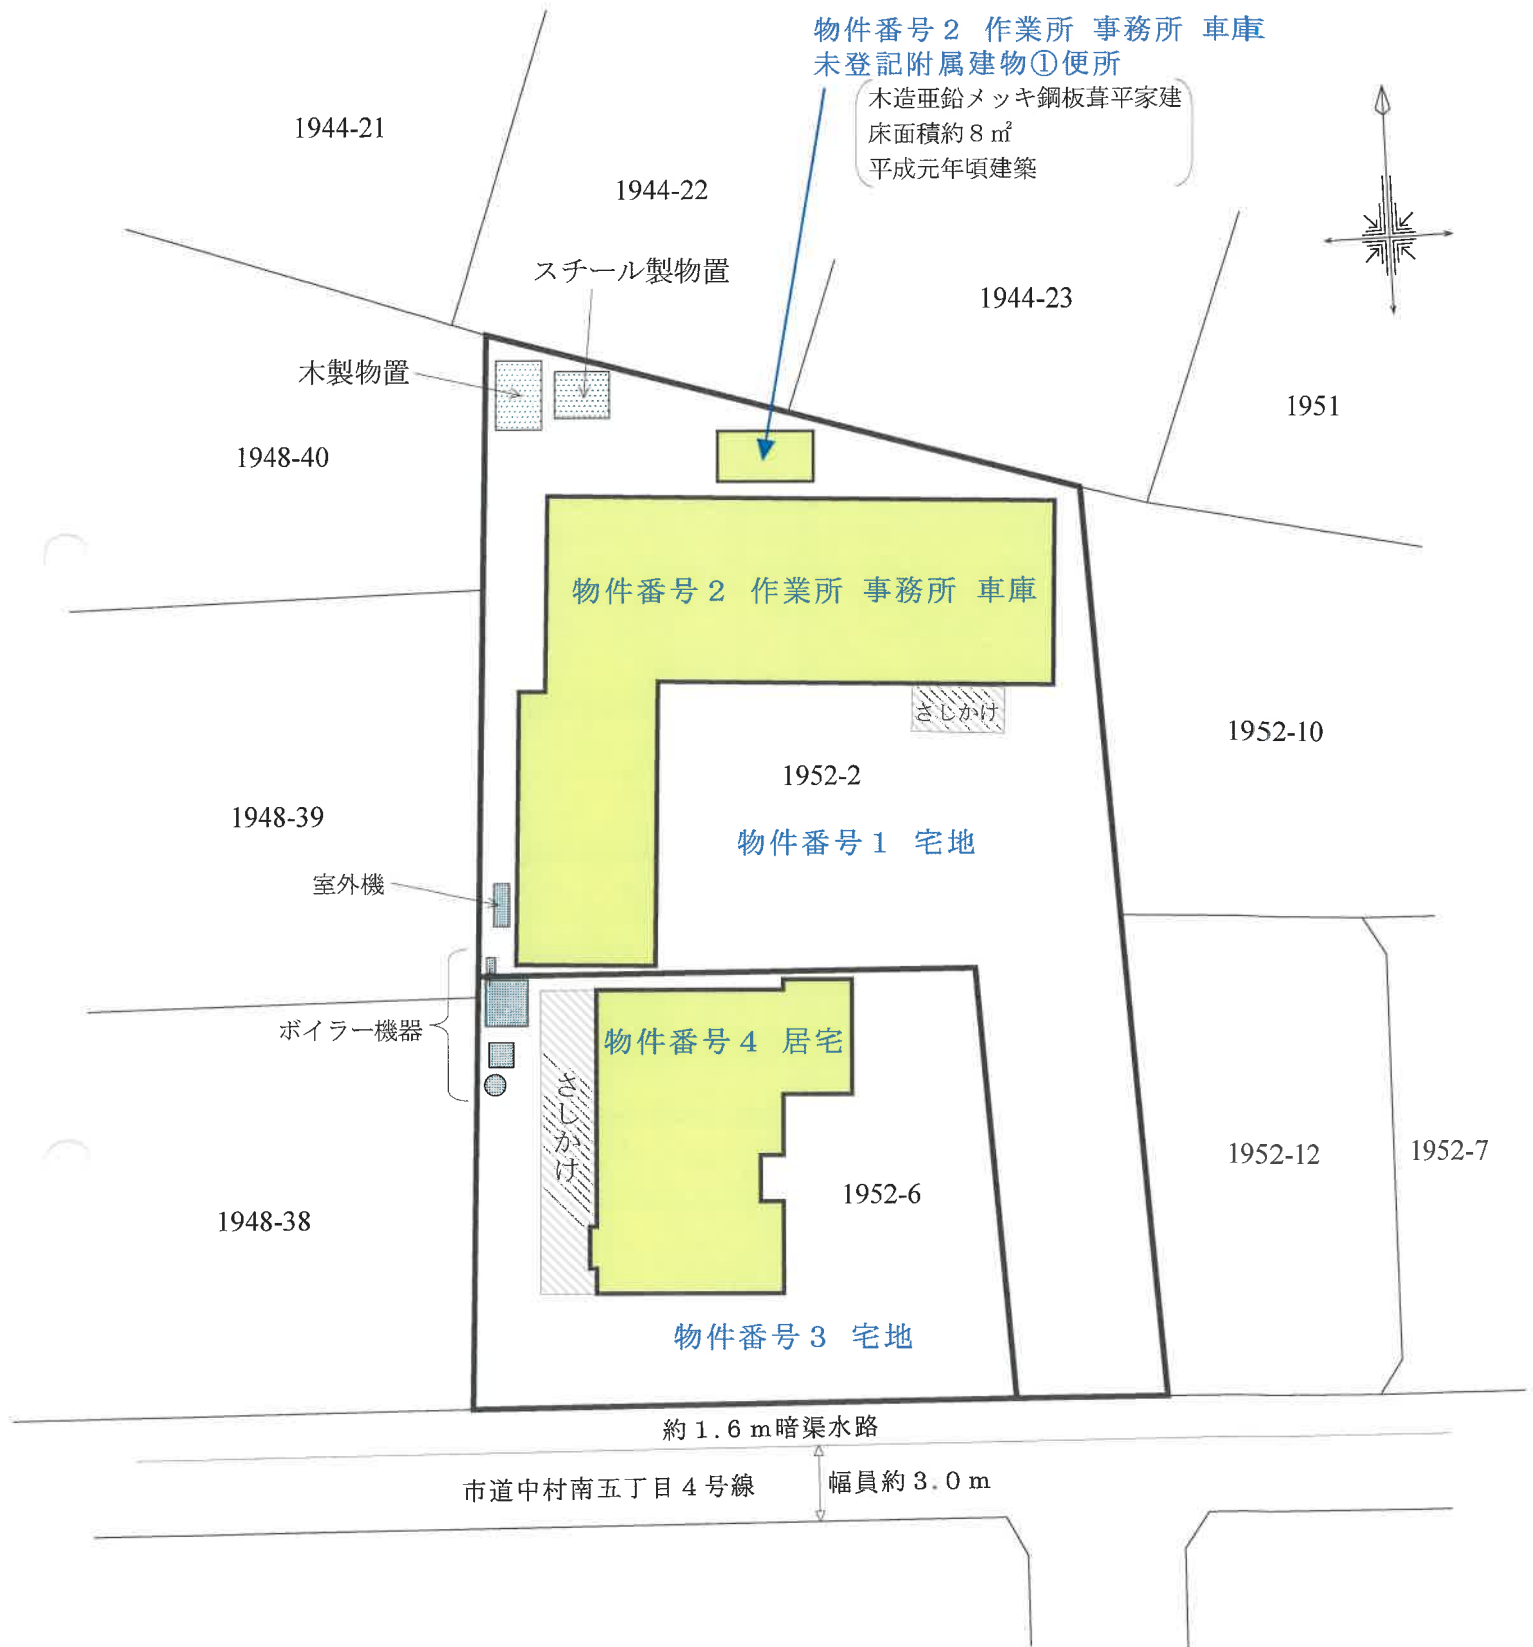 物件番号2 作業所 事務所 車庫
未登記附属建物①便所
木造亜鉛メッキ鋼板葺平家建
床面積約8㎡
平成元年頃建築
1944-21
1944-22
スチール製物置
1944-23
木製物置
1951
1948-40
物件番号2 作業所 事務所 車庫
さしかけ
1952-10
1952-2
1948-39
物件番号1 宅地
室外機
ボイラー機器
物件番号4 居宅
さしかけ
1952-12
1952-7
1952-6
1948-38
物件番号3 宅地
約1.6m暗渠水路
市道中村南五丁目4号線
幅員約3.0m